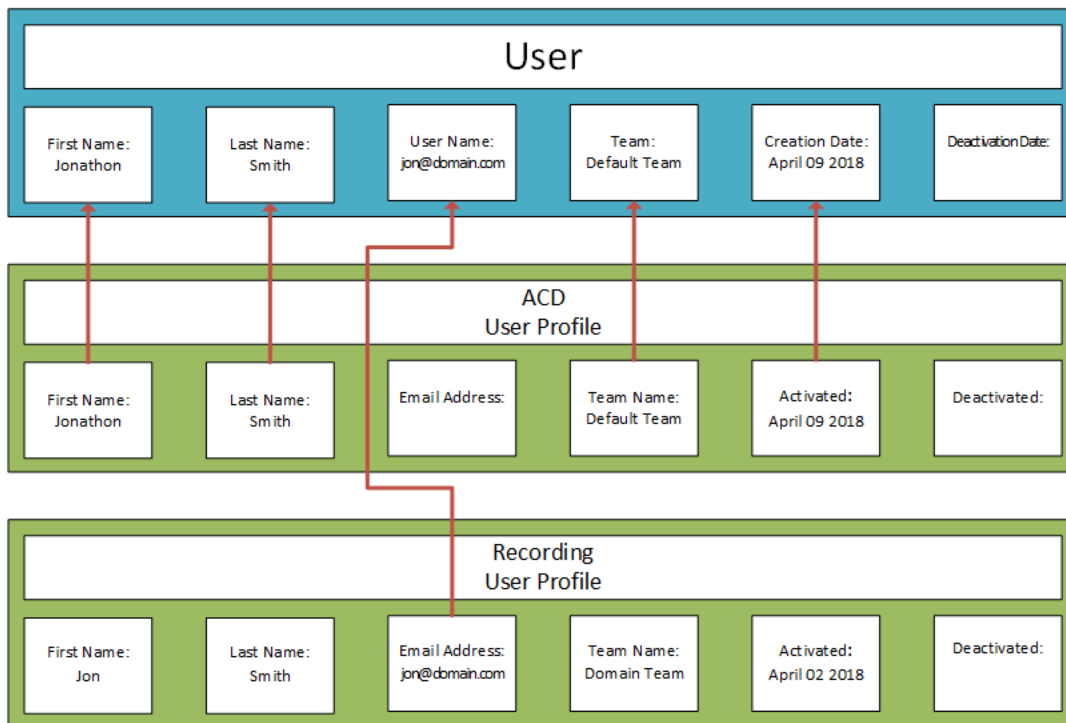 User
First Name:
Jonathon
Last Name:
Smith
User Name:
jon@domain.com
Team:
Default Team
Creation Date:
April 09 2018
Deactivation Date:
ACD
User Profile
First Name:
Jonathon
Last Name:
Smith
Email Address:
Team Name:
Default Team
Activated:
April 09 2018
Deactivated:
Recording
User Profile
First Name:
Jon
Last Name:
Smith
Email Address:
jon@domain.com
Team Name:
Domain Team
Activated:
April 02 2018
Deactivated: